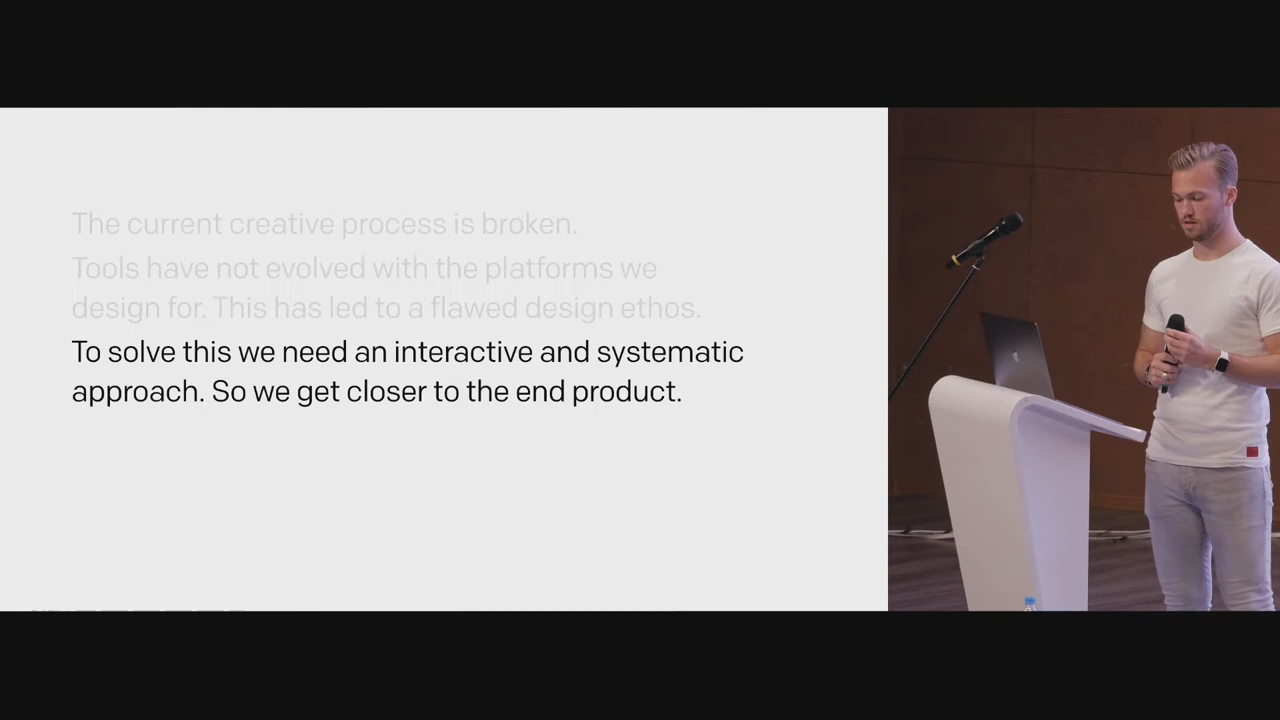 The current creative process is broken.
Tools have not evolved with the platforms we
design for. This has led to a flawed design ethos.
To solve this we need an interactive and systematic
approach. So we get closer to the end product.